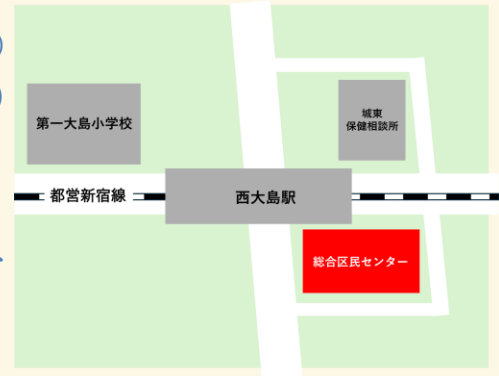 第一大島小学校
城東
保健相談所
都営新宿線
西大島駅
総合区民センター